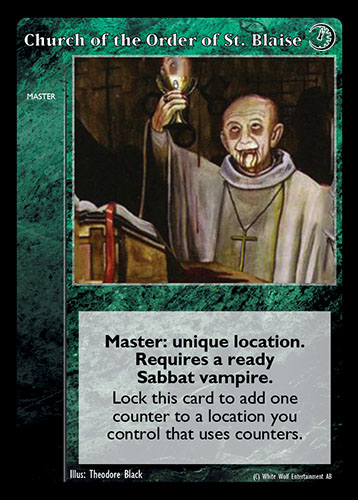 Church of the Order of St. Blaise
MASTER
Master: unique location.
Requires a ready
Sabbat vampire.
Lock this card to add one
counter to a location you
control that uses counters.
Illus: Theodore Black
(C) White Wolf Entertainment AB